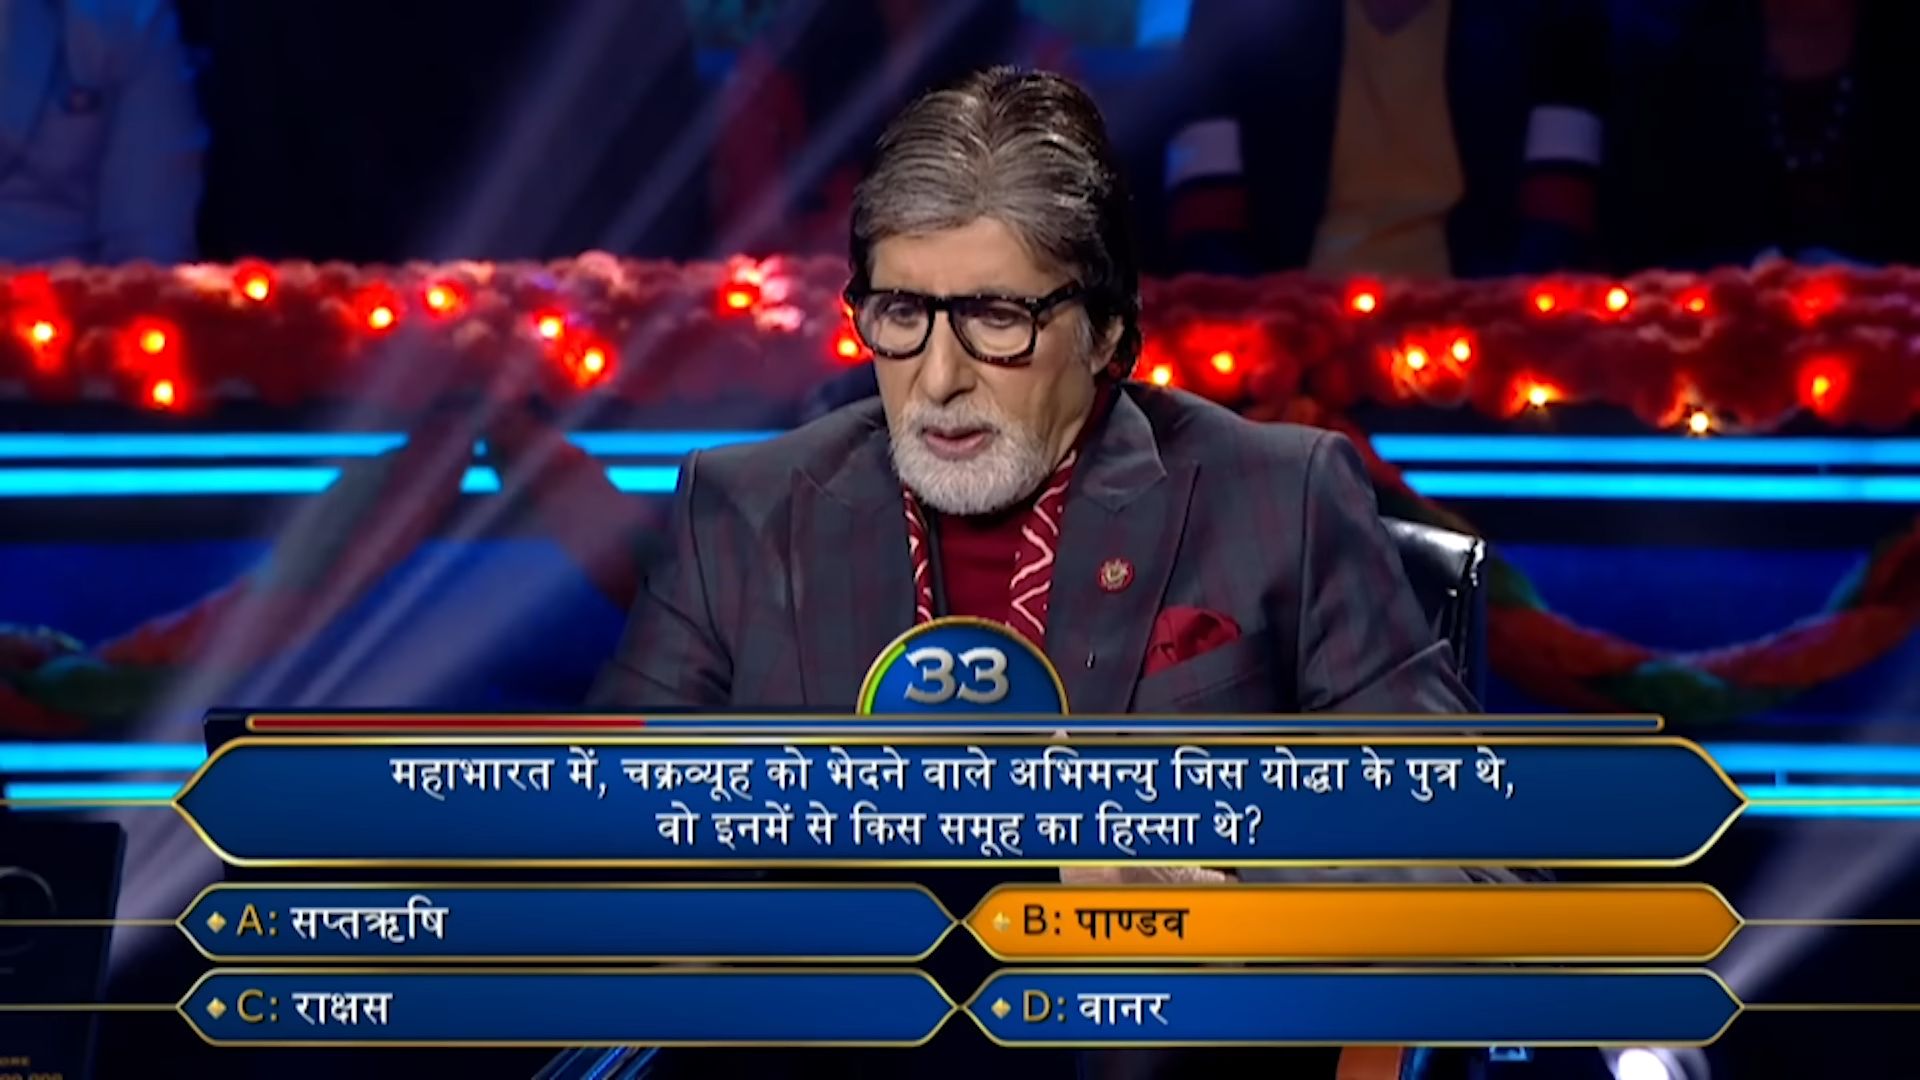 33
महाभारत में, चक्रव्यूह को भेदने वाले अभिमन्यु जिस योद्धा के पुत्र थे,
वो इनमें से किस समूह का हिस्सा थे?
A: सप्तऋषि
B: पाण्डव
C: राक्षस
D: वानर